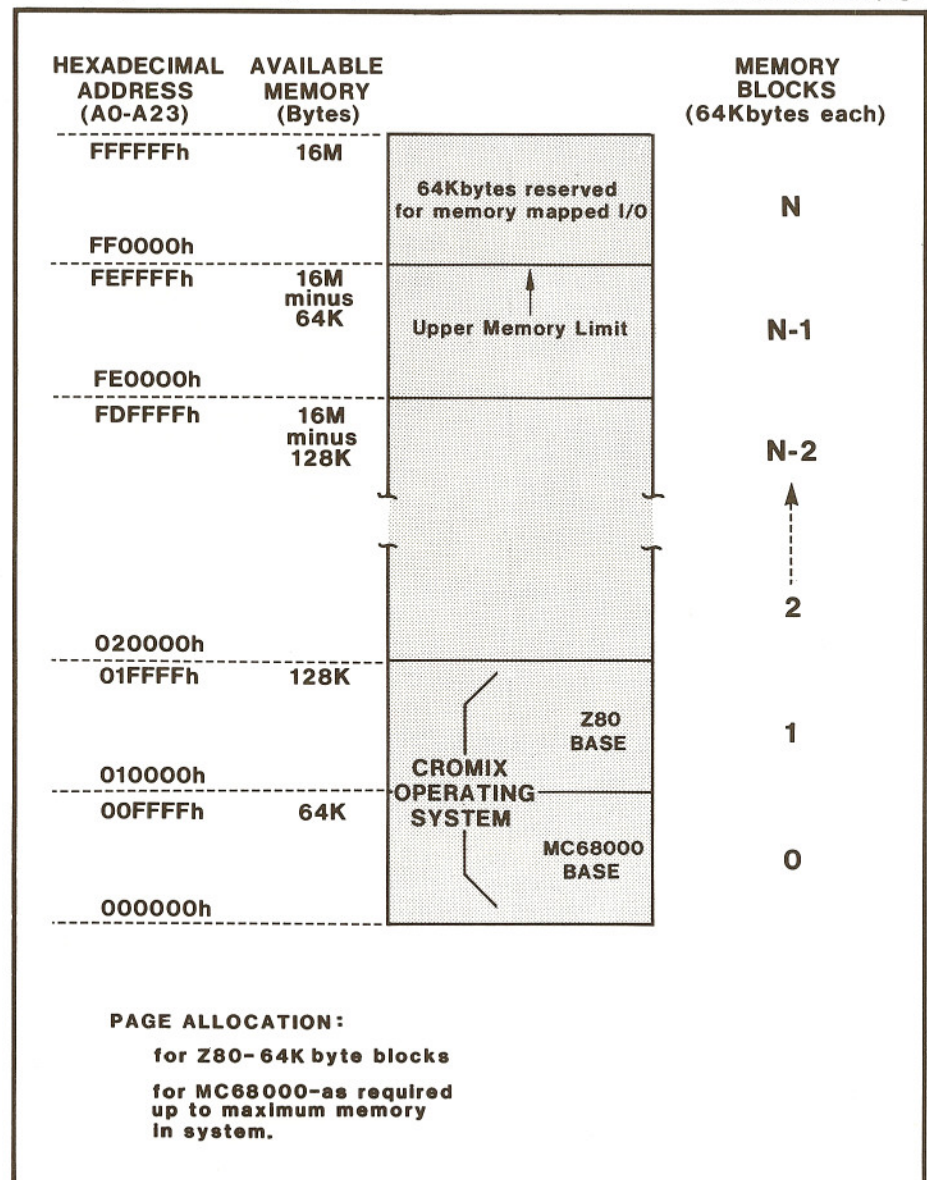 HEXADECIMAL ADDRESS (A0-A23)
AVAILABLE MEMORY (Bytes)
MEMORY BLOCKS (64Kbytes each)
FFFFFFh 16M
64Kbytes reserved
for memory mapped I/O
N
FF0000h
FEFFFFh 16M
minus
64K
Upper Memory Limit
N-1
FE0000h
FDFFFFh 16M
minus
128K
N-2
2
020000h
01FFFFh 128K
Z80
BASE
1
010000h
CROMIX
OPERATING
SYSTEM
00FFFFh 64K
MC68000
BASE
0
000000h
PAGE ALLOCATION:
for Z80-64K byte blocks
for MC68000-as required
up to maximum memory
in system.